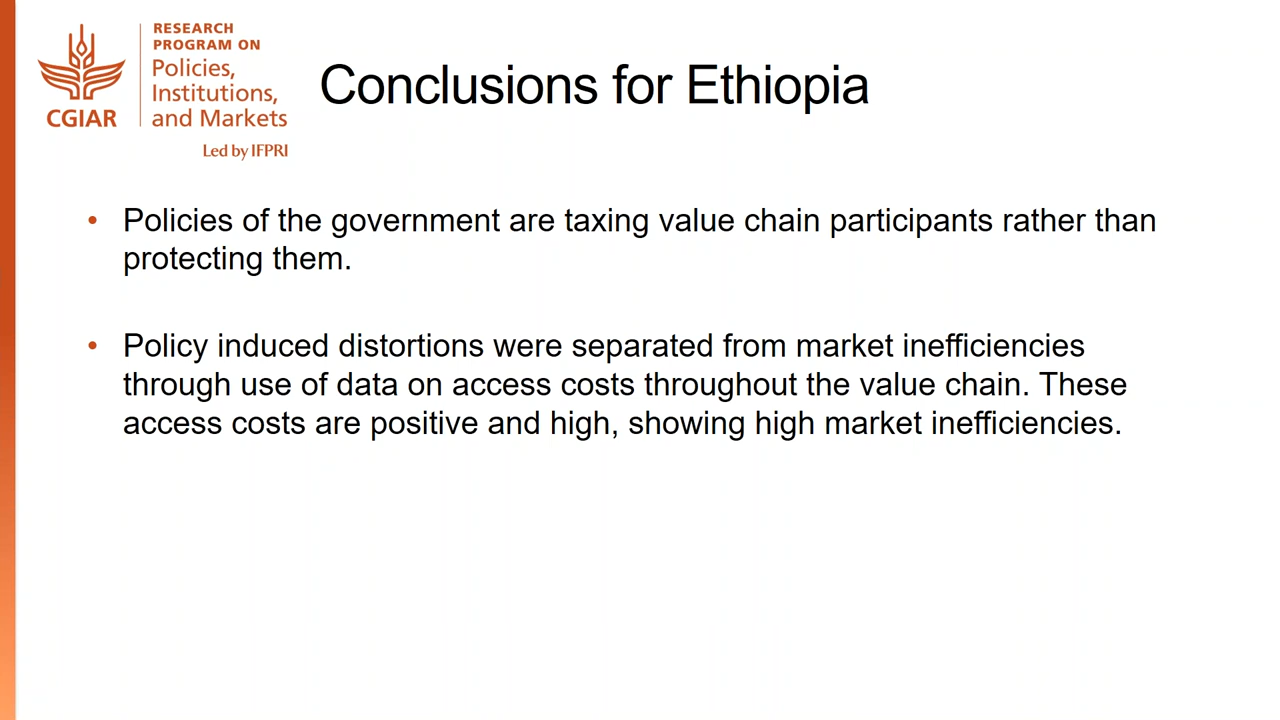 RESEARCH
PROGRAM ON
Policies,
Institutions,
and Markets
CGIAR
Led by IFPRI
Conclusions for Ethiopia
• Policies of the government are taxing value chain participants rather than
protecting them.
• Policy induced distortions were separated from market inefficiencies
through use of data on access costs throughout the value chain. These
access costs are positive and high, showing high market inefficiencies.